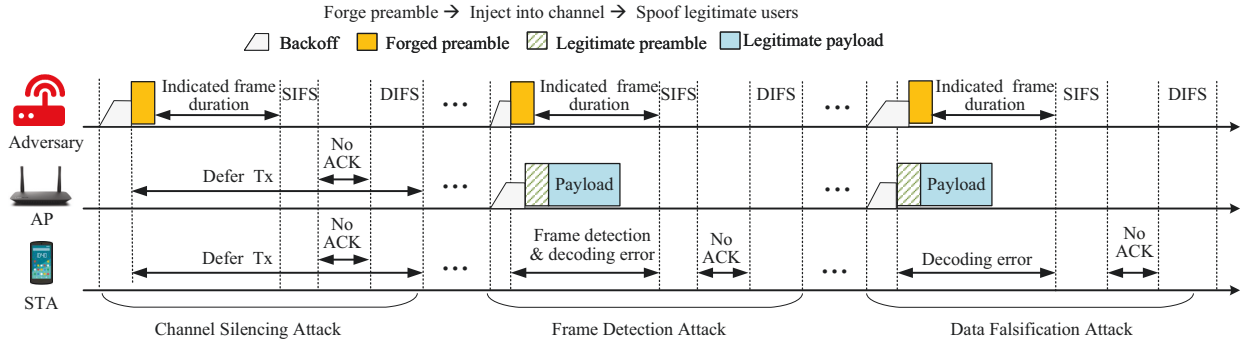 Forge preamble → Inject into channel → Spoof legitimate users
Backoff Forged preamble Legitimate preamble Legitimate payload
Indicated frame duration SIFS DIFS ... Indicated frame duration SIFS DIFS ... Indicated frame duration SIFS DIFS
Adversary
Defer Tx No ACK ... Payload ... Payload
AP
Defer Tx No ACK ... Frame detection & decoding error No ACK ... Decoding error No ACK
STA
Channel Silencing Attack Frame Detection Attack Data Falsification Attack